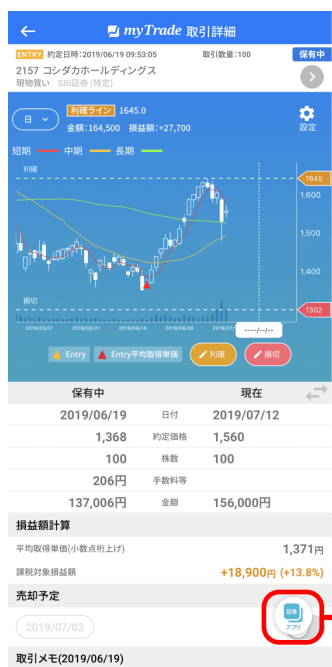 ← myTrade 取引詳細
ENTRY 約定日時:2019/06/19 09:53:05 取引数量:100 保有中
2157 コシダカホールディングス
現物買い SBI証券(特定)
日 利確ライン 1645.0
金額:164,500 損益額:+27,700 設定
短期 中期 長期
利確
1645
1,600
1,500
1,400
損切
1302
2019/05/17 2019/05/31 2019/06/14 2019/06/28 2019/07/ ----/--/--
Entry Entry平均取得単価 利確 損切
保有中 現在
2019/06/19 日付 2019/07/12
1,368 約定価格 1,560
100 株数 100
206円 手数料等
137,006円 金額 156,000円
損益額計算
平均取得単価(小数点桁上げ) 1,371円
課税対象損益額 +18,900円 (+13.8%)
売却予定
2019/07/03
証券
アプリ
取引メモ(2019/06/19)